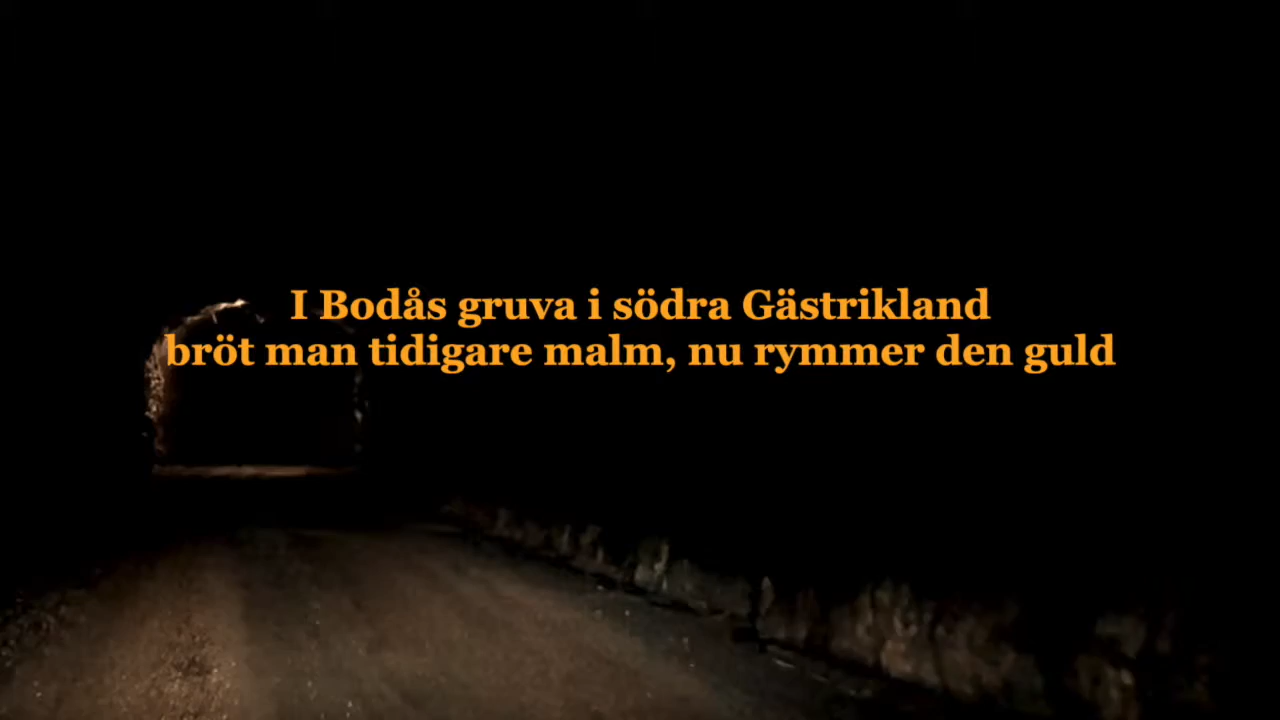 I Bodås gruva i södra Gästrikland
bröt man tidigare malm, nu rymmer den guld